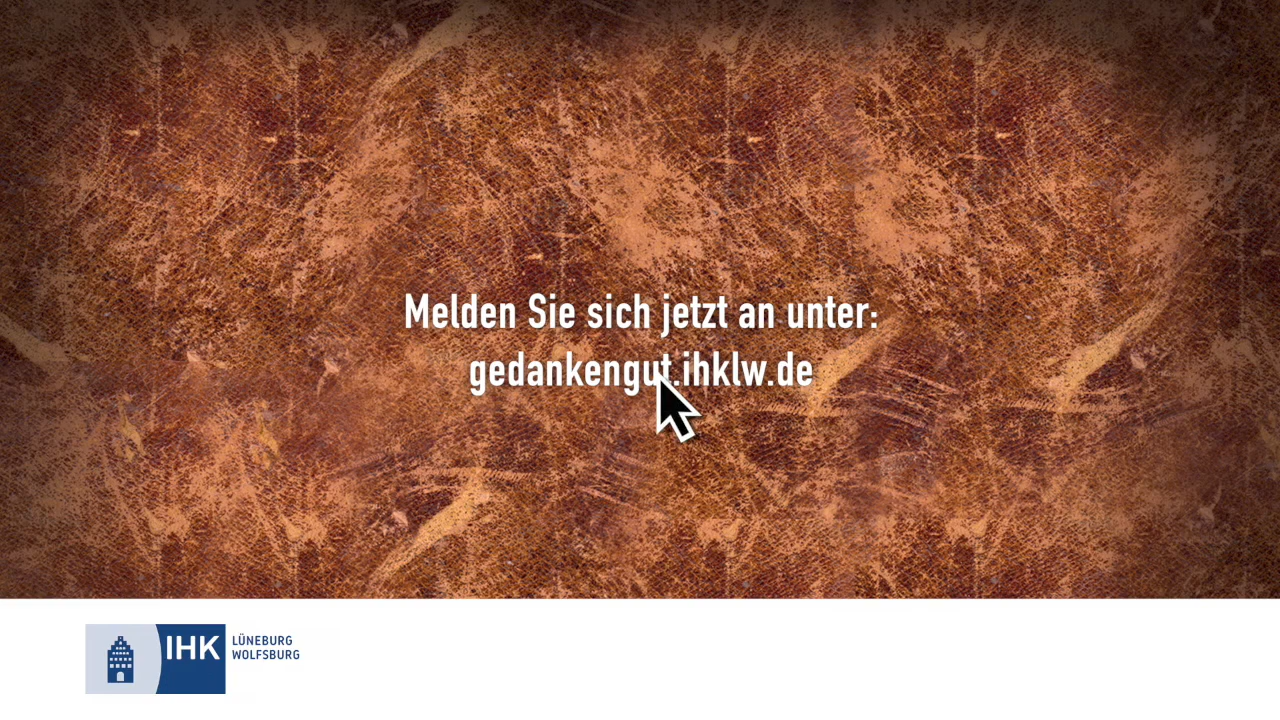 Melden Sie sich jetzt an unter:
gedankengut.ihklw.de
IHK
LÜNEBURG
WOLFSBURG